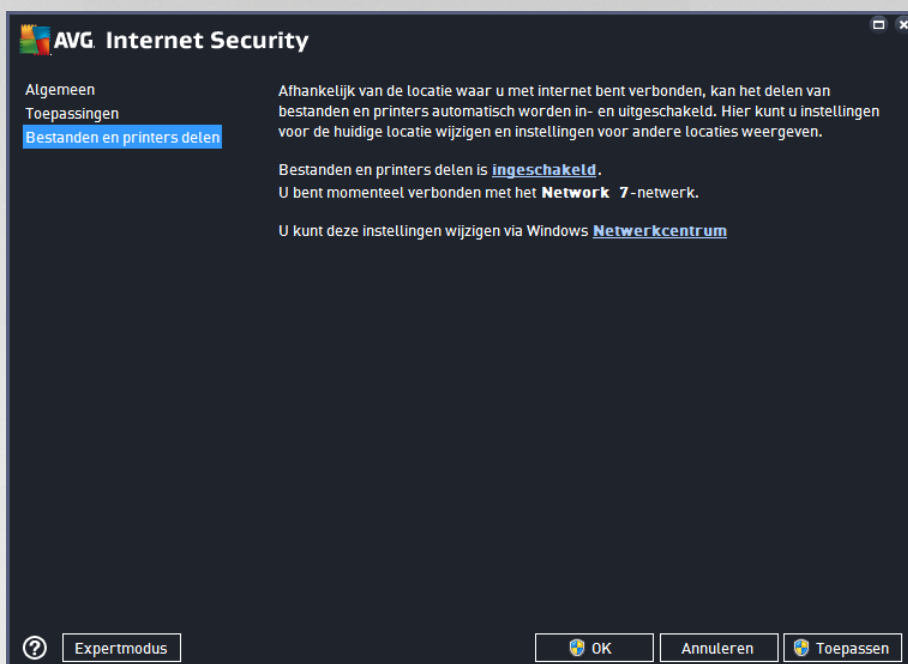 AVG Internet Security
Algemeen
Toepassingen
Bestanden en printers delen
Afhankelijk van de locatie waar u met internet bent verbonden, kan het delen van
bestanden en printers automatisch worden in- en uitgeschakeld. Hier kunt u instellingen
voor de huidige locatie wijzigen en instellingen voor andere locaties weergeven.
Bestanden en printers delen is ingeschakeld.
U bent momenteel verbonden met het Network 7-netwerk.
U kunt deze instellingen wijzigen via Windows Netwerkcentrum
? Expertmodus OK Annuleren Toepassen